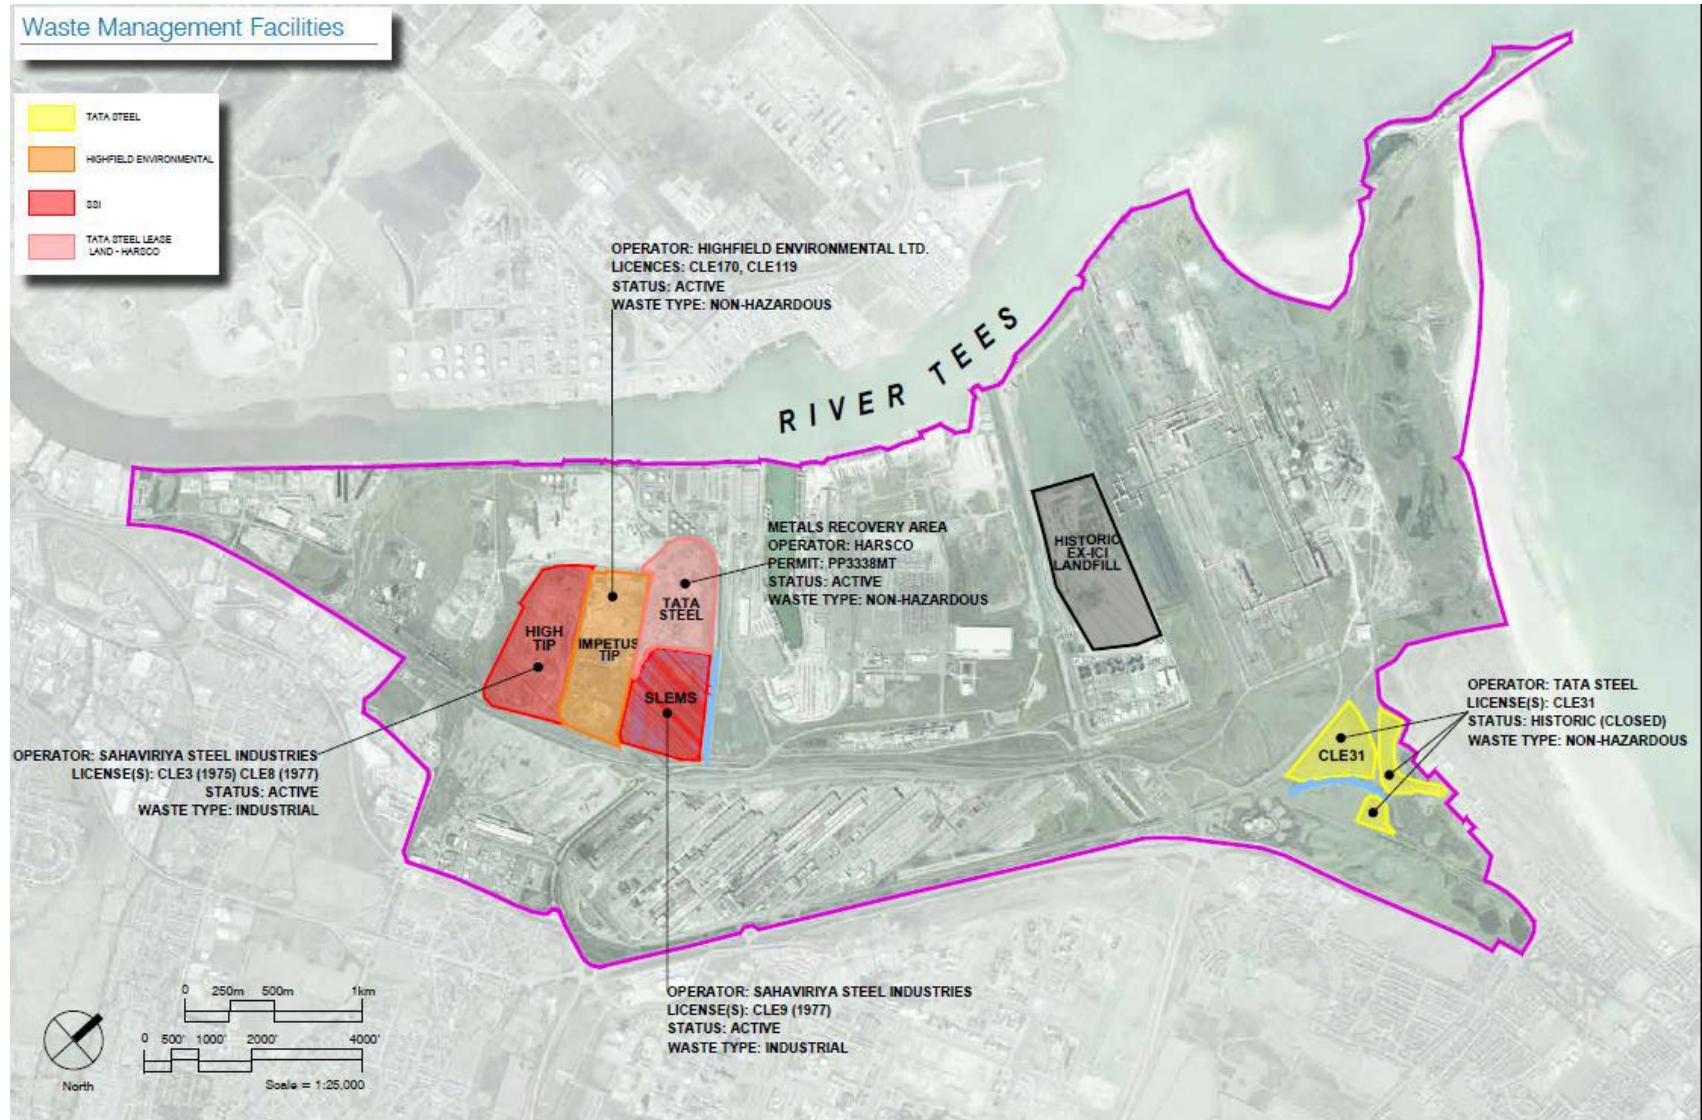 Waste Management Facilities
TATA STEEL
HIGHFIELD ENVIRONMENTAL
SSI
TATA STEEL LEASE
LAND - HARSCO
OPERATOR: HIGHFIELD ENVIRONMENTAL LTD.
LICENCES: CLE170, CLE119
STATUS: ACTIVE
WASTE TYPE: NON-HAZARDOUS
RIVER TEES
METALS RECOVERY AREA
OPERATOR: HARSCO
PERMIT: PP3338MT
STATUS: ACTIVE
WASTE TYPE: NON-HAZARDOUS
HISTORIC
EX-ICI
LANDFILL
TATA
STEEL
HIGH
TIP
IMPETUS
TIP
SLEMS
OPERATOR: TATA STEEL
LICENSE(S): CLE31
STATUS: HISTORIC (CLOSED)
WASTE TYPE: NON-HAZARDOUS
CLE31
OPERATOR: SAHAVIRIYA STEEL INDUSTRIES
LICENSE(S): CLE3 (1975) CLE8 (1977)
STATUS: ACTIVE
WASTE TYPE: INDUSTRIAL
OPERATOR: SAHAVIRIYA STEEL INDUSTRIES
LICENSE(S): CLE9 (1977)
STATUS: ACTIVE
WASTE TYPE: INDUSTRIAL
0 250m 500m 1km
0 500' 1000' 2000' 4000'
Scale = 1:25,000
North